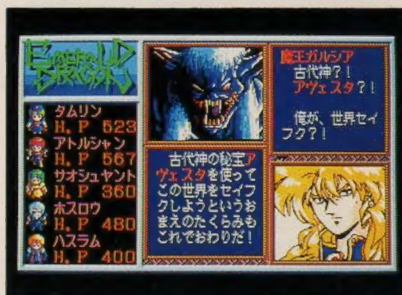 EMERALD
DRAGON
タムリン
H.P 523
アトルシャン
H.P 567
サオシュヤント
H.P 360
ホスロウ
H.P 480
ハスラム
H.P 400
古代神の秘宝ア
ヴェスタを使って
この世界をセイフ
クしようというお
まえのたくらみも
これでおわりだ！
魔王ガルシア
古代神？！
アヴェスタ？！
俺が、世界セイ
フク？！